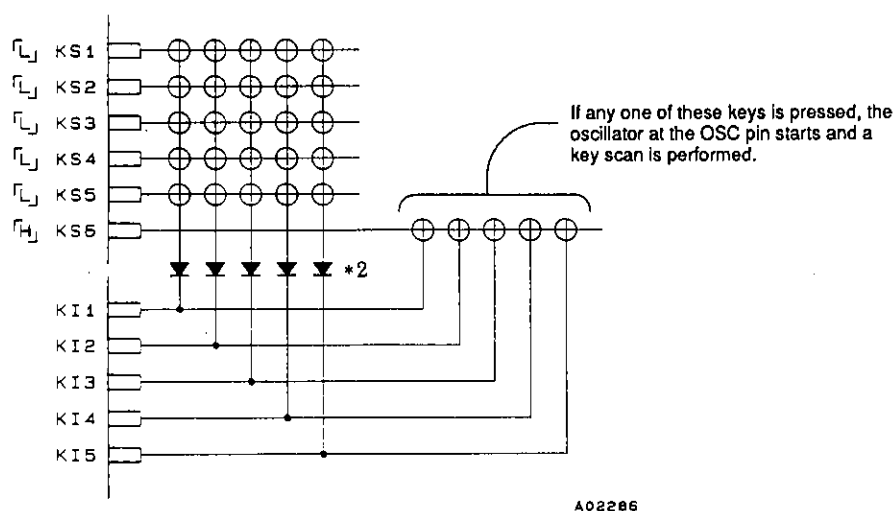 「L」 KS1
「L」 KS2
「L」 KS3
「L」 KS4
「L」 KS5
「H」 KS6
If any one of these keys is pressed, the
oscillator at the OSC pin starts and a
key scan is performed.
*2
KI1
KI2
KI3
KI4
KI5
A02286